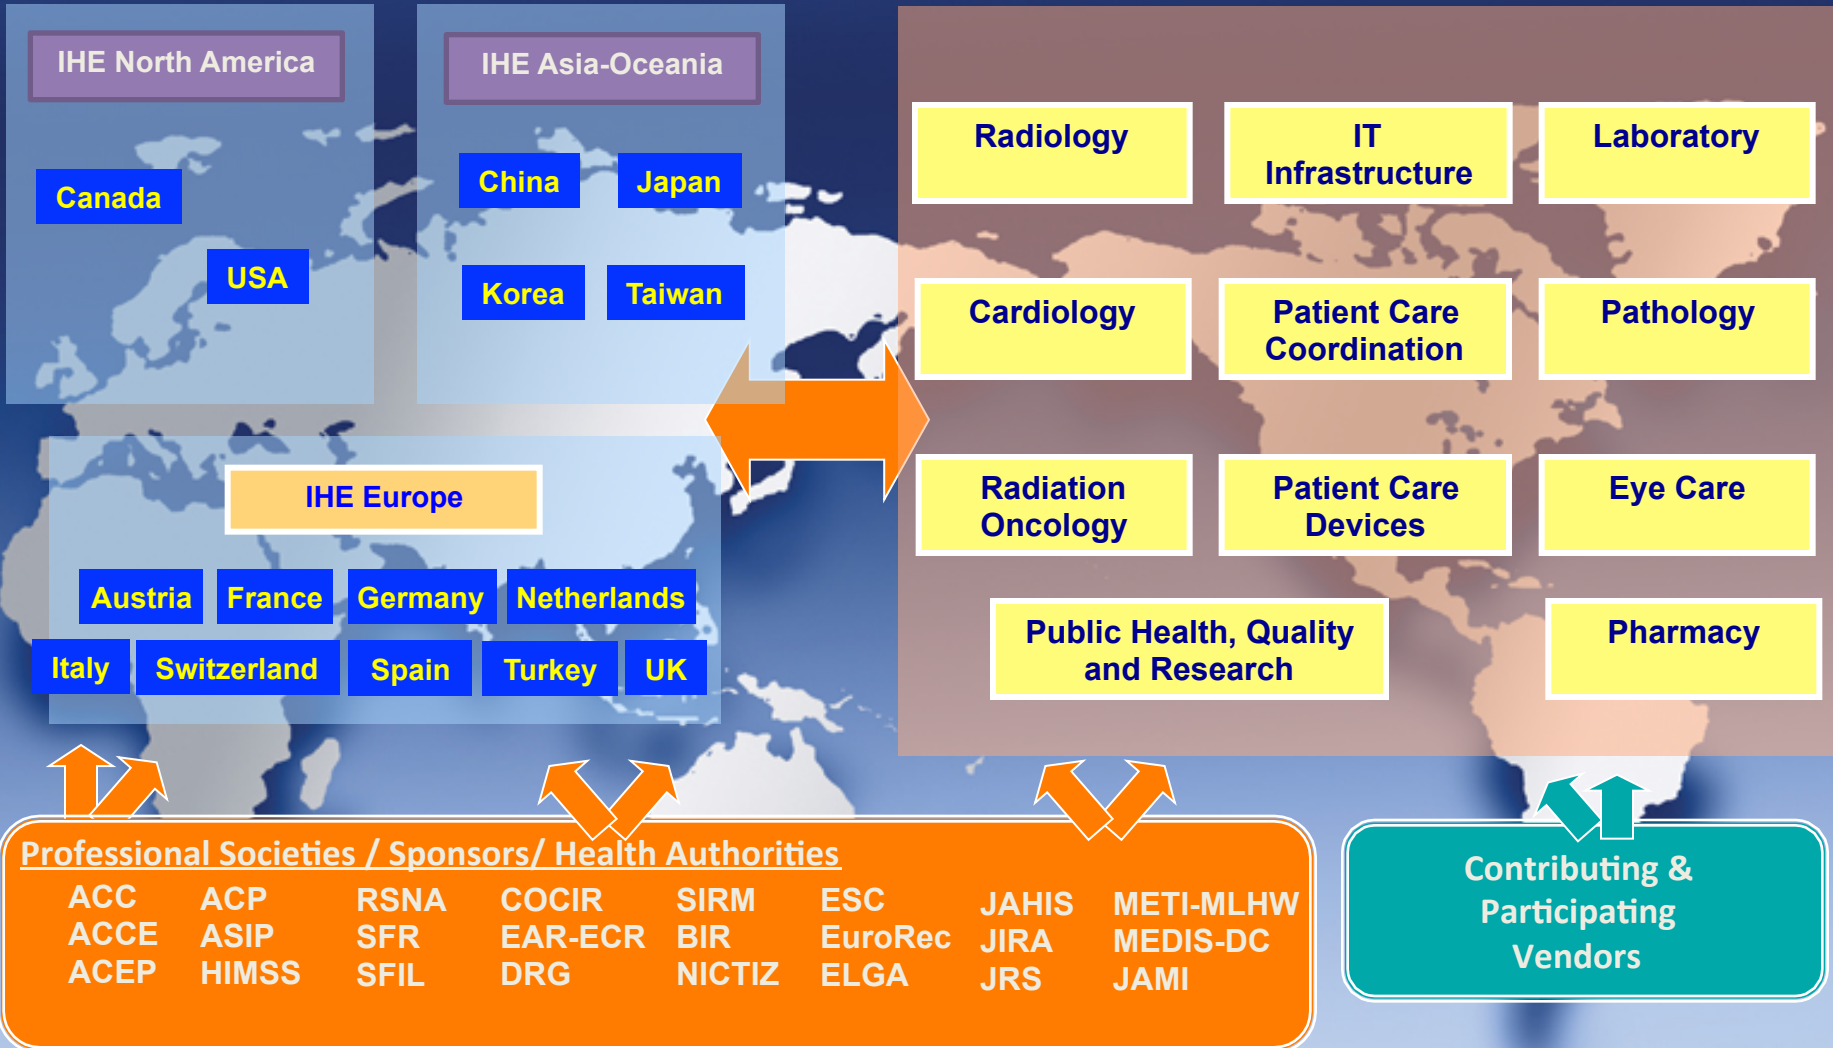 IHE North America
Canada
USA
IHE Asia-Oceania
China
Japan
Korea
Taiwan
IHE Europe
Austria
France
Germany
Netherlands
Italy
Switzerland
Spain
Turkey
UK
Radiology
IT
Infrastructure
Laboratory
Cardiology
Patient Care
Coordination
Pathology
Radiation
Oncology
Patient Care
Devices
Eye Care
Public Health, Quality
and Research
Pharmacy
Professional Societies / Sponsors/ Health Authorities
ACC ACP RSNA COCIR SIRM ESC JAHIS METI-MLHW
ACCE ASIP SFR EAR-ECR BIR EuroRec JIRA MEDIS-DC
ACEP HIMSS SFIL DRG NICTIZ ELGA JRS JAMI
Contributing &
Participating
Vendors